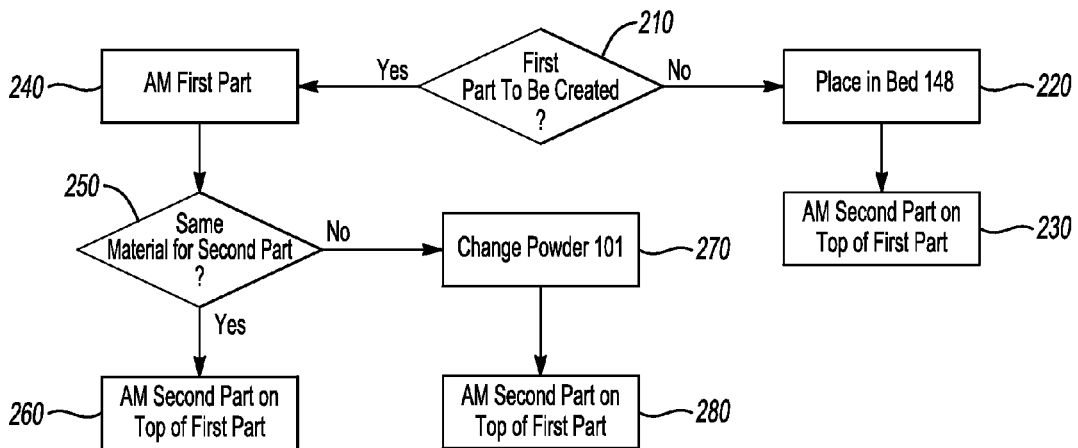 210
240
AM First Part
Yes
First
Part To Be Created
?
No
Place in Bed 148
220
250
Same
Material for Second Part
?
No
Change Powder 101
270
AM Second Part on
Top of First Part
230
Yes
260
AM Second Part on
Top of First Part
AM Second Part on
Top of First Part
280